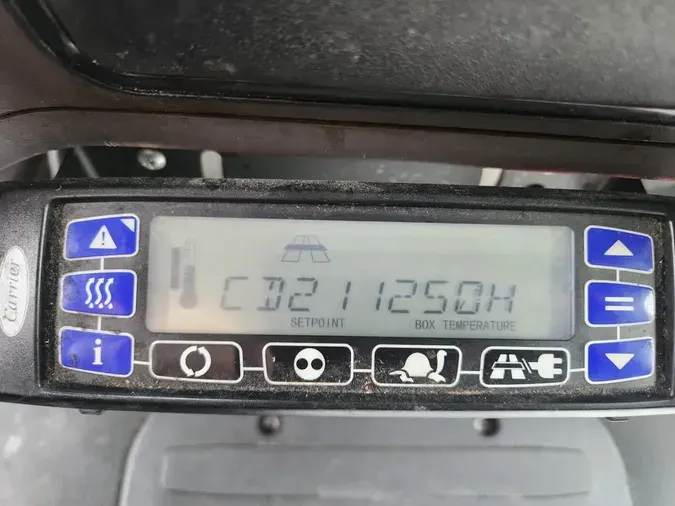 Carrier
CD21 1250H
SETPOINT BOX TEMPERATURE
i